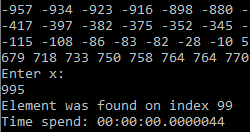 -957 -934 -923 -916 -898 -880 -
-417 -397 -382 -375 -352 -345 -
-115 -108 -86 -83 -82 -28 -10 5
679 718 733 750 758 764 764 770
Enter x:
995
Element was found on index 99
Time spend: 00:00:00.0000044